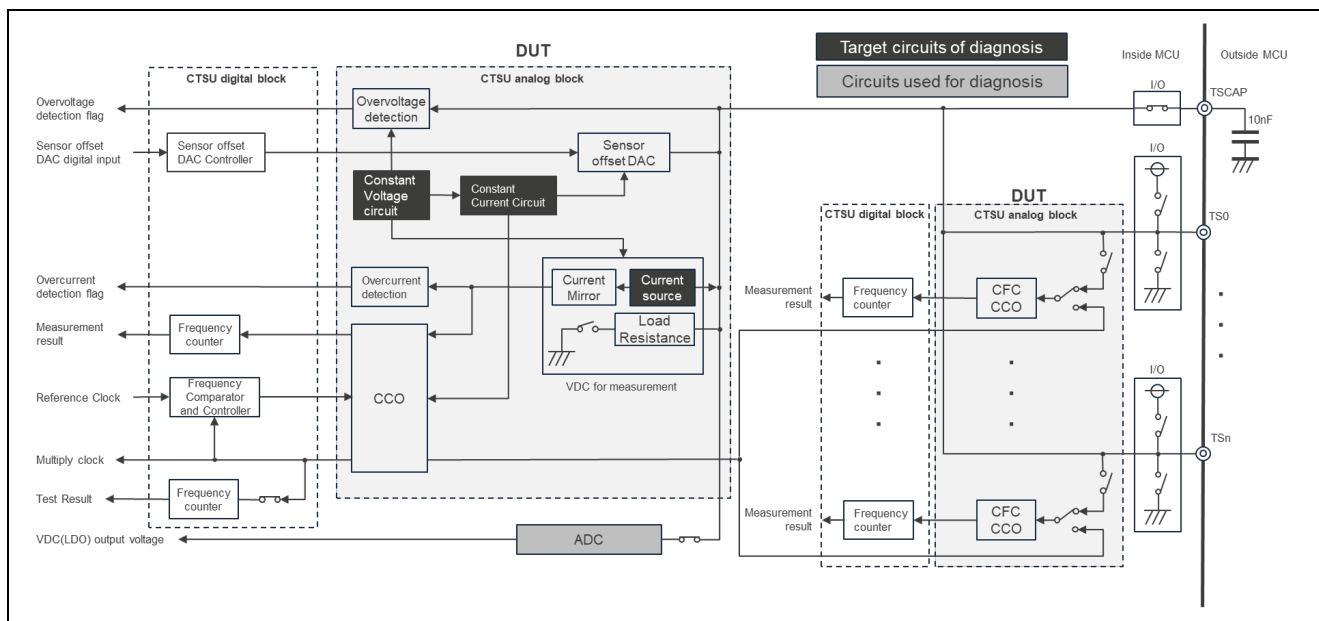 DUT
Target circuits of diagnosis
Circuits used for diagnosis
Inside MCU
Outside MCU
CTSU digital block
CTSU analog block
Overvoltage
detection flag
Overvoltage
detection
I/O
TSCAP
10nF
Sensor offset
DAC digital input
Sensor offset
DAC Controller
Sensor
offset DAC
Constant
Voltage
circuit
Constant
Current Circuit
I/O
DUT
CTSU digital block
CTSU analog block
TS0
Overcurrent
detection flag
Overcurrent
detection
Current
Mirror
Current
source
Load
Resistance
VDC for measurement
Measurement
result
Frequency
counter
CFC
CCO
Measurement
result
Frequency
counter
Reference Clock
Frequency
Comparator
and Controller
CCO
I/O
Multiply clock
TSn
Test Result
Frequency
counter
Measurement
result
Frequency
counter
CFC
CCO
VDC(LDO) output voltage
ADC